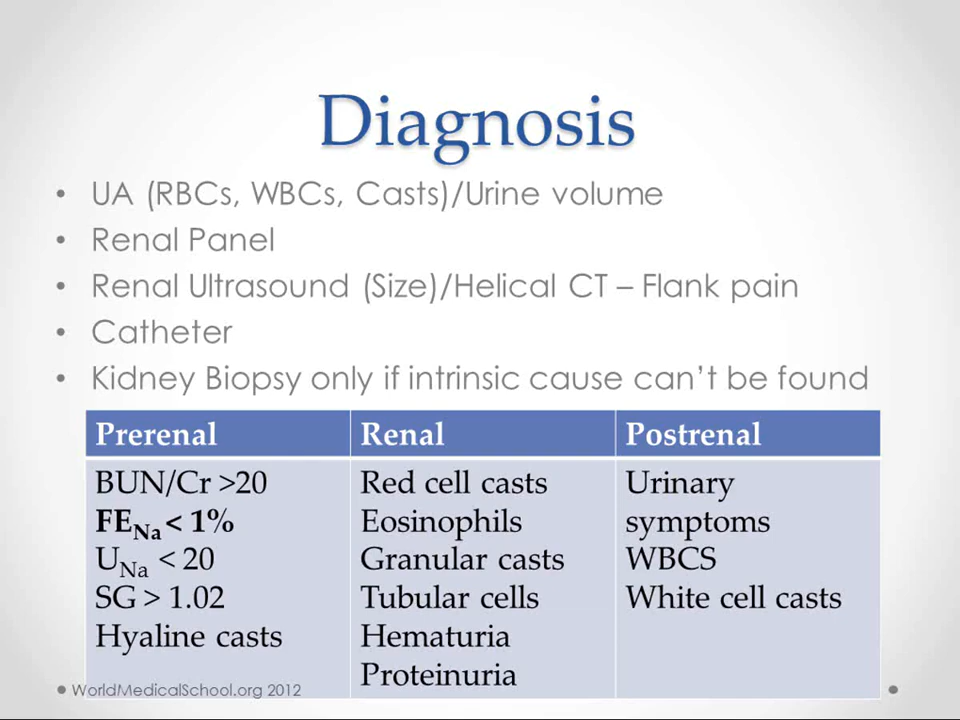 Diagnosis
• UA (RBCs, WBCs, Casts)/Urine volume
• Renal Panel
• Renal Ultrasound (Size)/Helical CT – Flank pain
• Catheter
• Kidney Biopsy only if intrinsic cause can’t be found
Prerenal
BUN/Cr >20
FENa < 1%
UNa < 20
SG > 1.02
Hyaline casts
Renal
Red cell casts
Eosinophils
Granular casts
Tubular cells
Hematuria
Proteinuria
Postrenal
Urinary
symptoms
WBCS
White cell casts
WorldMedicalSchool.org 2012